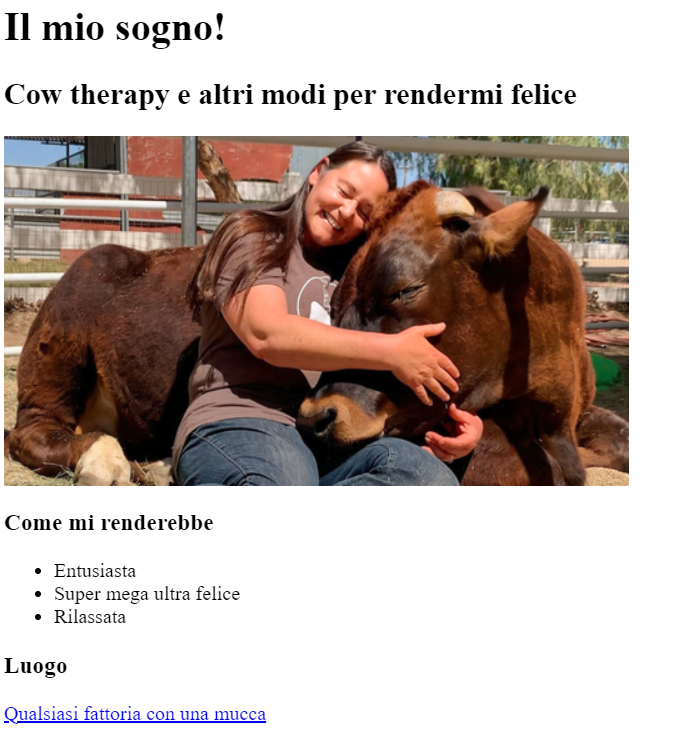 Il mio sogno!
Cow therapy e altri modi per rendermi felice
Come mi renderebbe
Entusiasta
Super mega ultra felice
Rilassata
Luogo
Qualsiasi fattoria con una mucca